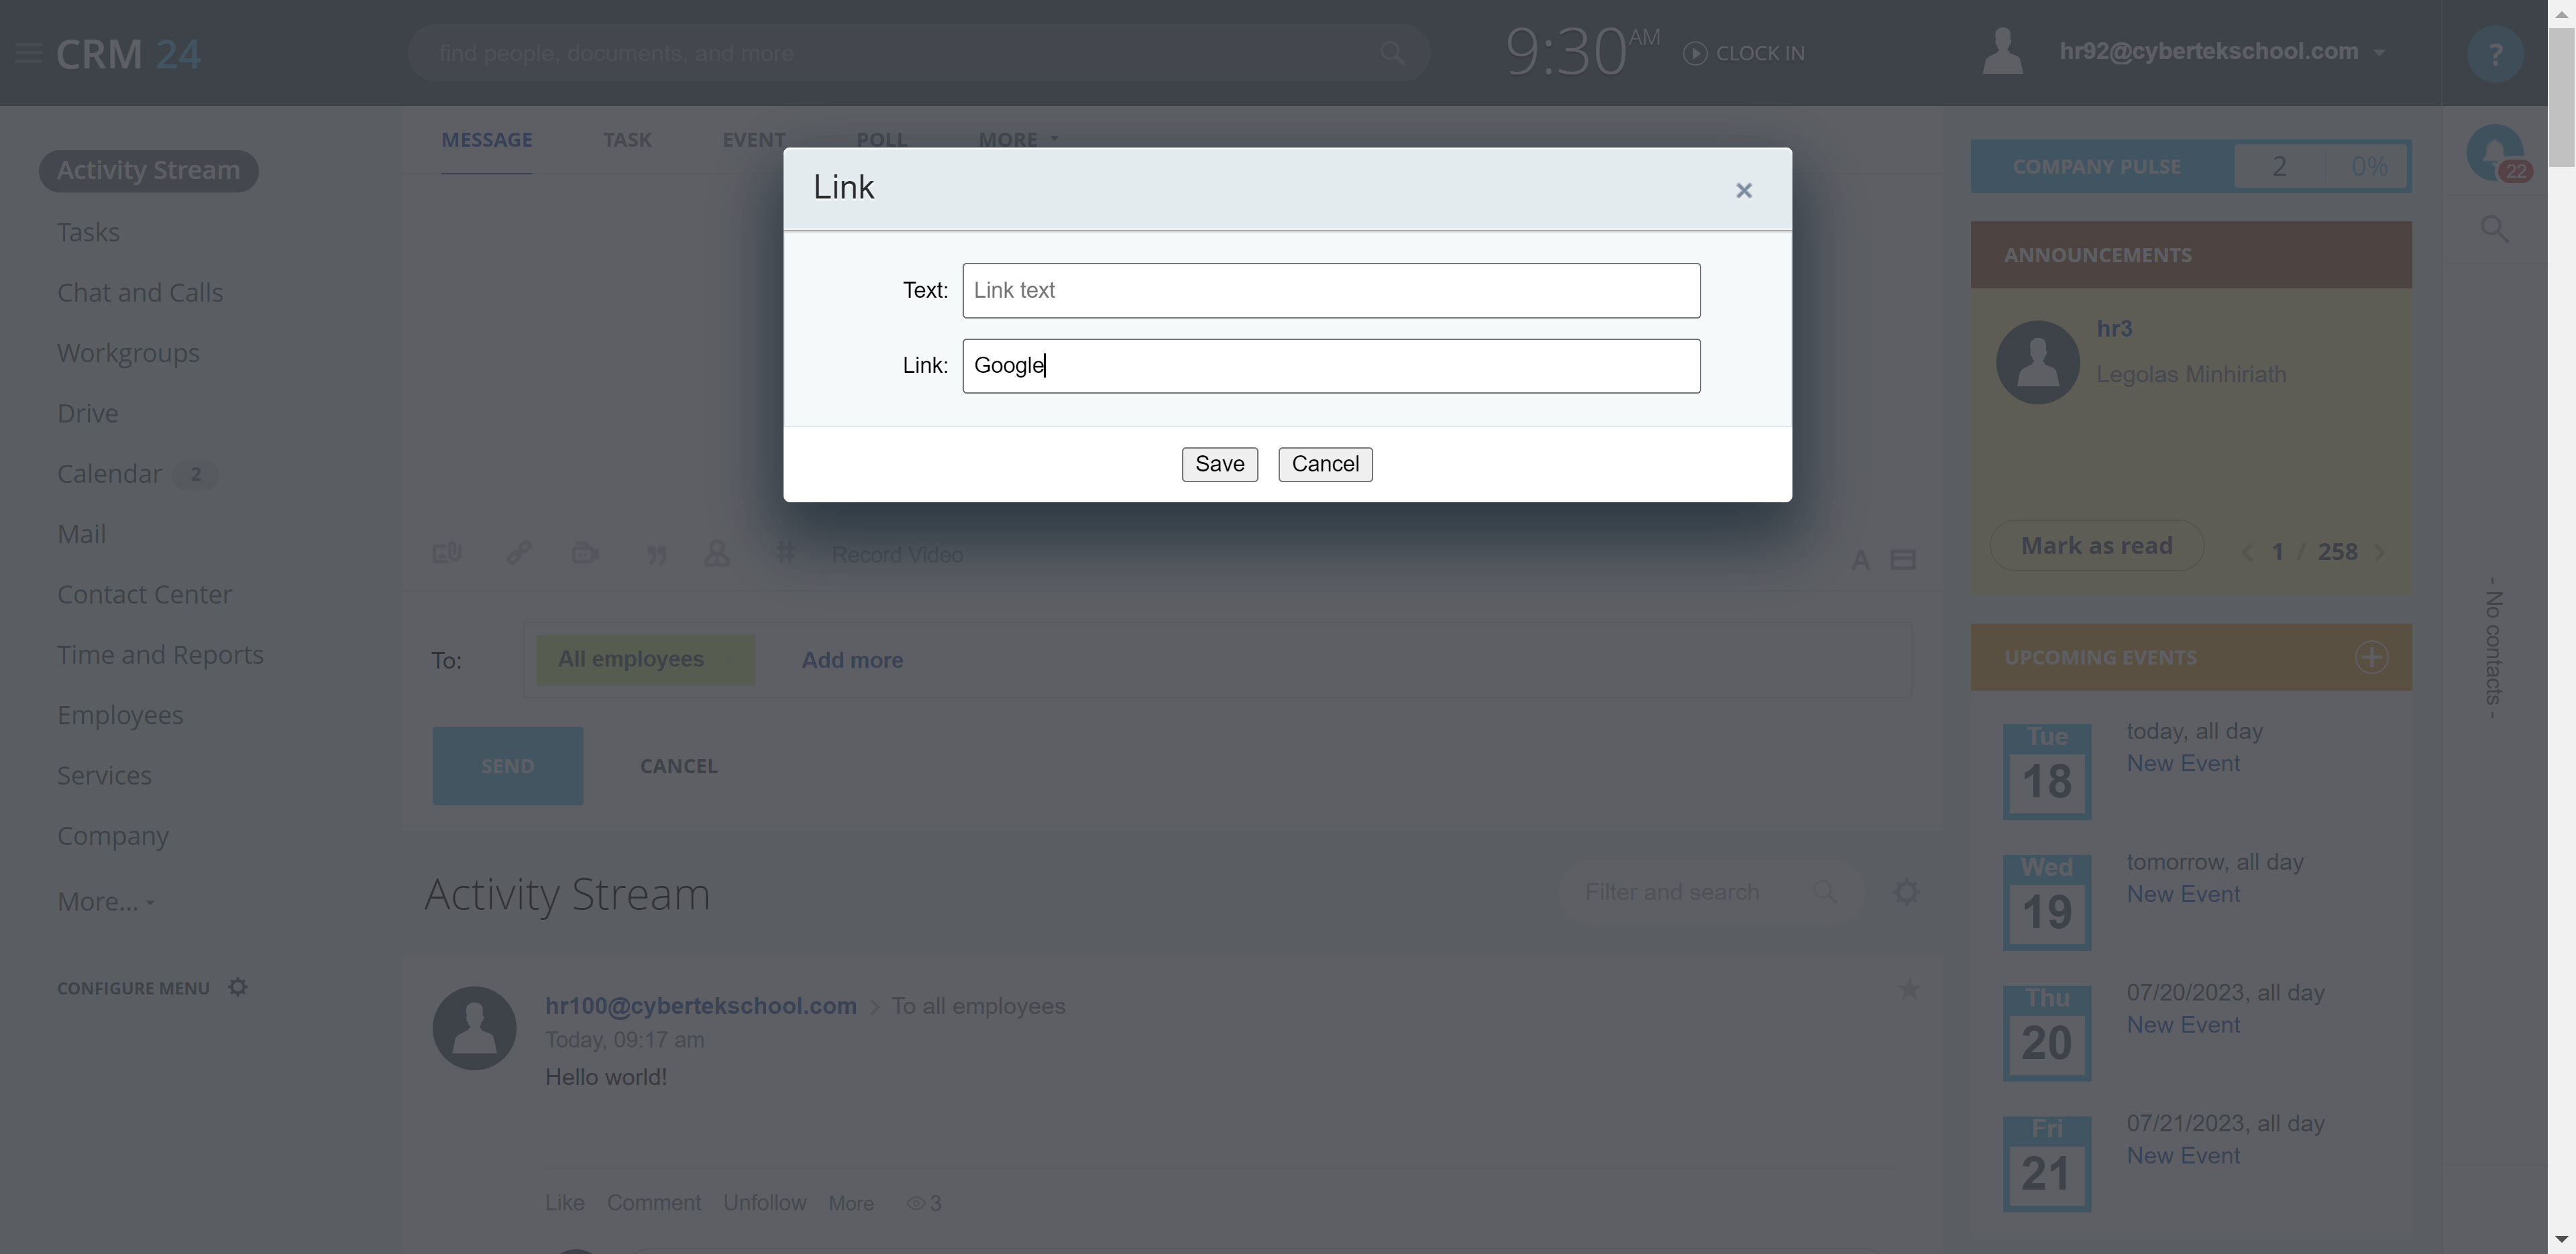 CRM 24
find people, documents, and more
9:30 AM
CLOCK IN
hr92@cybertekschool.com
?
Activity Stream
Tasks
Chat and Calls
Workgroups
Drive
Calendar 2
Mail
Contact Center
Time and Reports
Employees
Services
Company
More...
CONFIGURE MENU
MESSAGE TASK EVENT POLL MORE
Link ×
Text: Link text
Link: Google
Save Cancel
Record Video
A
To: All employees Add more
SEND CANCEL
Activity Stream
Filter and search
hr100@cybertekschool.com > To all employees
Today, 09:17 am
Hello world!
Like Comment Unfollow More 3
COMPANY PULSE 2 0%
ANNOUNCEMENTS
hr3
Legolas Minhiriath
Mark as read
1 / 258
UPCOMING EVENTS
Tue
18
today, all day
New Event
Wed
19
tomorrow, all day
New Event
Thu
20
07/20/2023, all day
New Event
Fri
21
07/21/2023, all day
New Event
22
- No contacts -